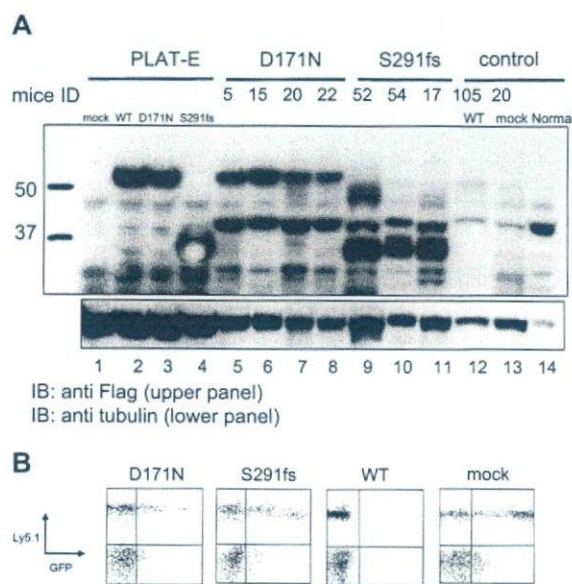 A
PLAT-E D171N S291fs control
mice ID 5 15 20 22 52 54 17 105 20
mock WT D171N S291fs WT mock Norma
50
37
1 2 3 4 5 6 7 8 9 10 11 12 13 14
IB: anti Flag (upper panel)
IB: anti tubulin (lower panel)
B
D171N S291fs WT mock
Ly5.1
GFP